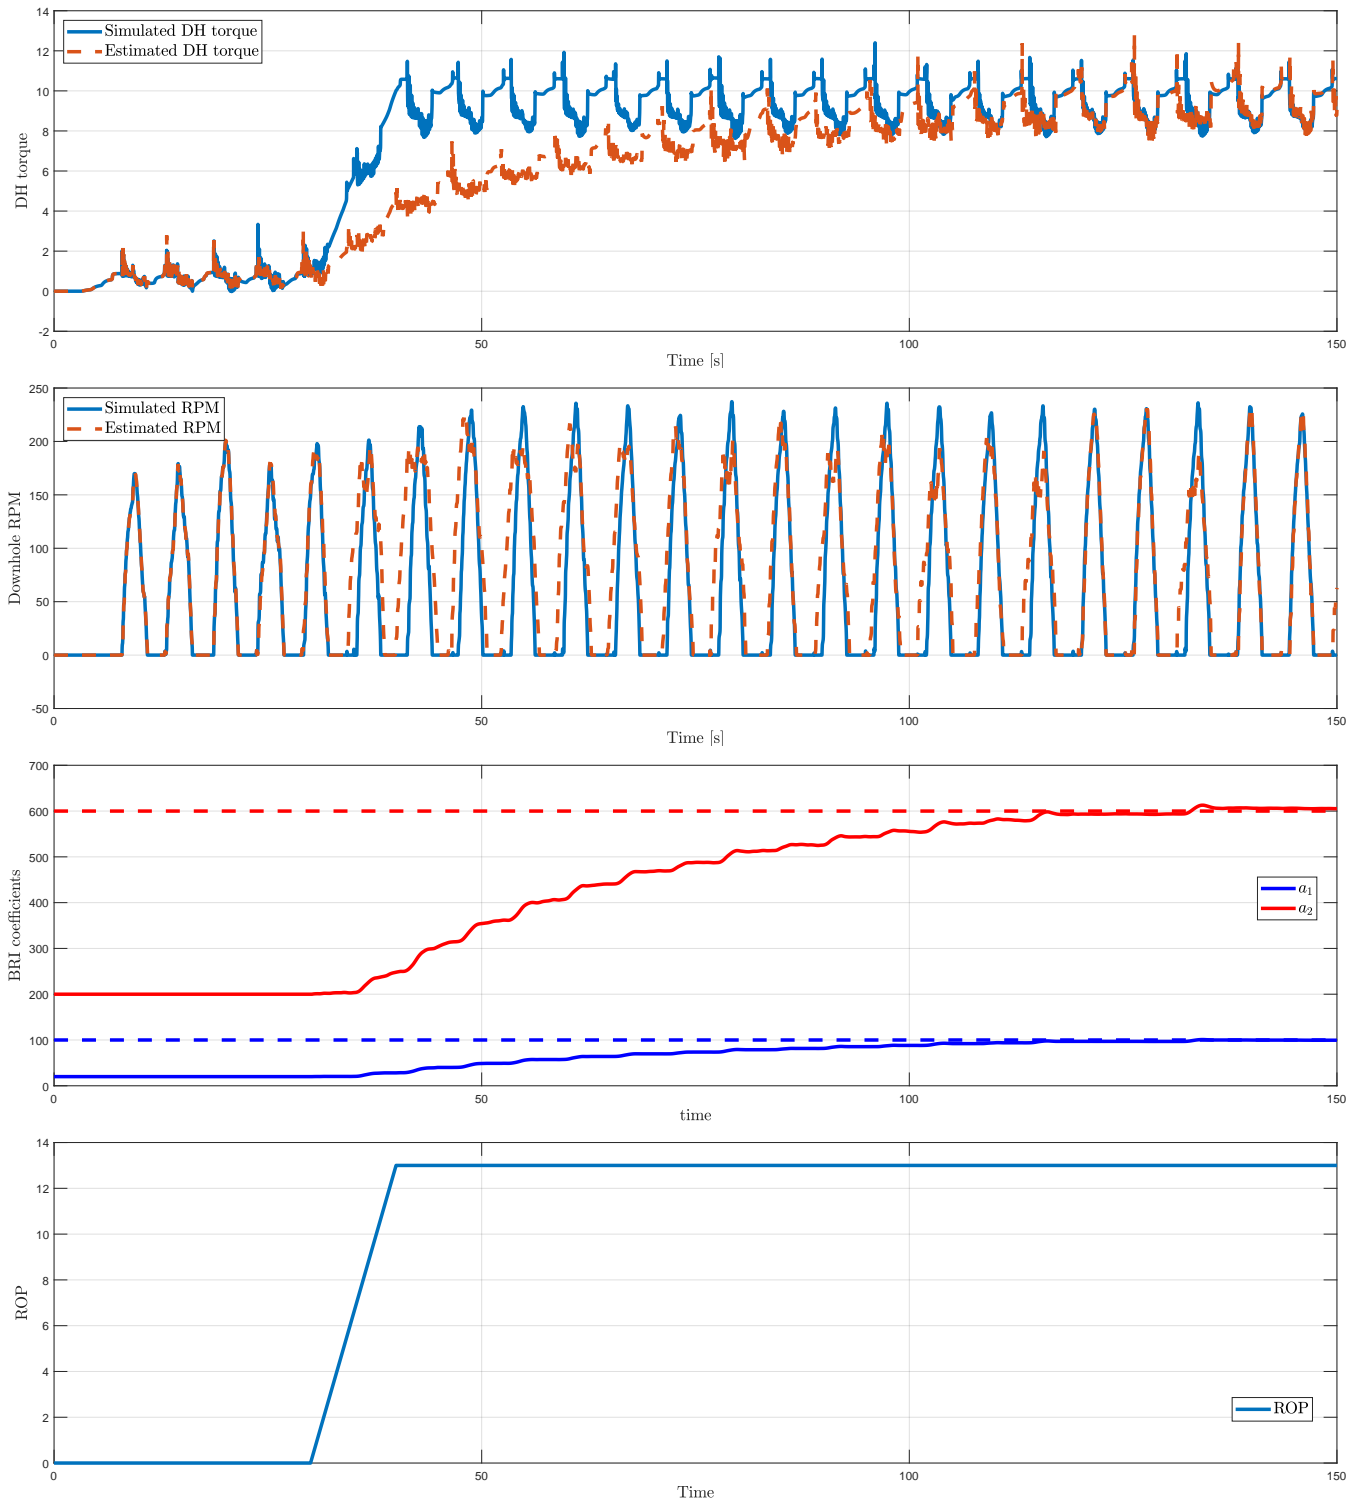 14
12
10
8
6
4
2
0
-2
DH torque
Simulated DH torque
Estimated DH torque
0 50 100 150
Time [s]
250
200
150
100
50
0
-50
Downhole RPM
Simulated RPM
Estimated RPM
0 50 100 150
Time [s]
700
600
500
400
300
200
100
0
BRI coefficients
a₁
a₂
0 50 100 150
time
14
12
10
8
6
4
2
0
ROP
ROP
0 50 100 150
Time